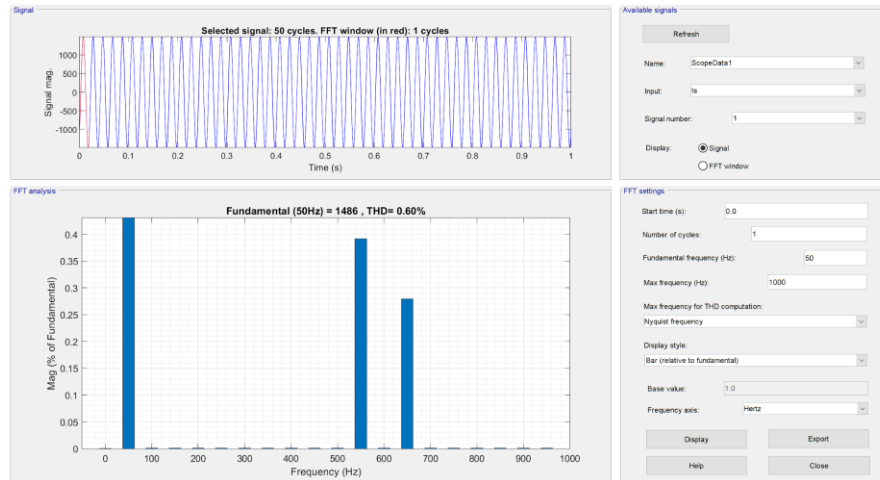 Signal
Selected signal: 50 cycles. FFT window (in red): 1 cycles
1000
500
0
-500
-1000
Signal mag.
0 0.1 0.2 0.3 0.4 0.5 0.6 0.7 0.8 0.9 1
Time (s)
Available signals
Refresh
Name: ScopeData1
Input: Is
Signal number: 1
Display: Signal
FFT window
FFT analysis
Fundamental (50Hz) = 1486 , THD= 0.60%
0.4
0.35
0.3
0.25
0.2
0.15
0.1
0.05
0
Mag (% of Fundamental)
0 100 200 300 400 500 600 700 800 900 1000
Frequency (Hz)
FFT settings
Start time (s): 0.0
Number of cycles: 1
Fundamental frequency (Hz): 50
Max frequency (Hz): 1000
Max frequency for THD computation:
Nyquist frequency
Display style:
Bar (relative to fundamental)
Base value: 1.0
Frequency axis: Hertz
Display Export
Help Close